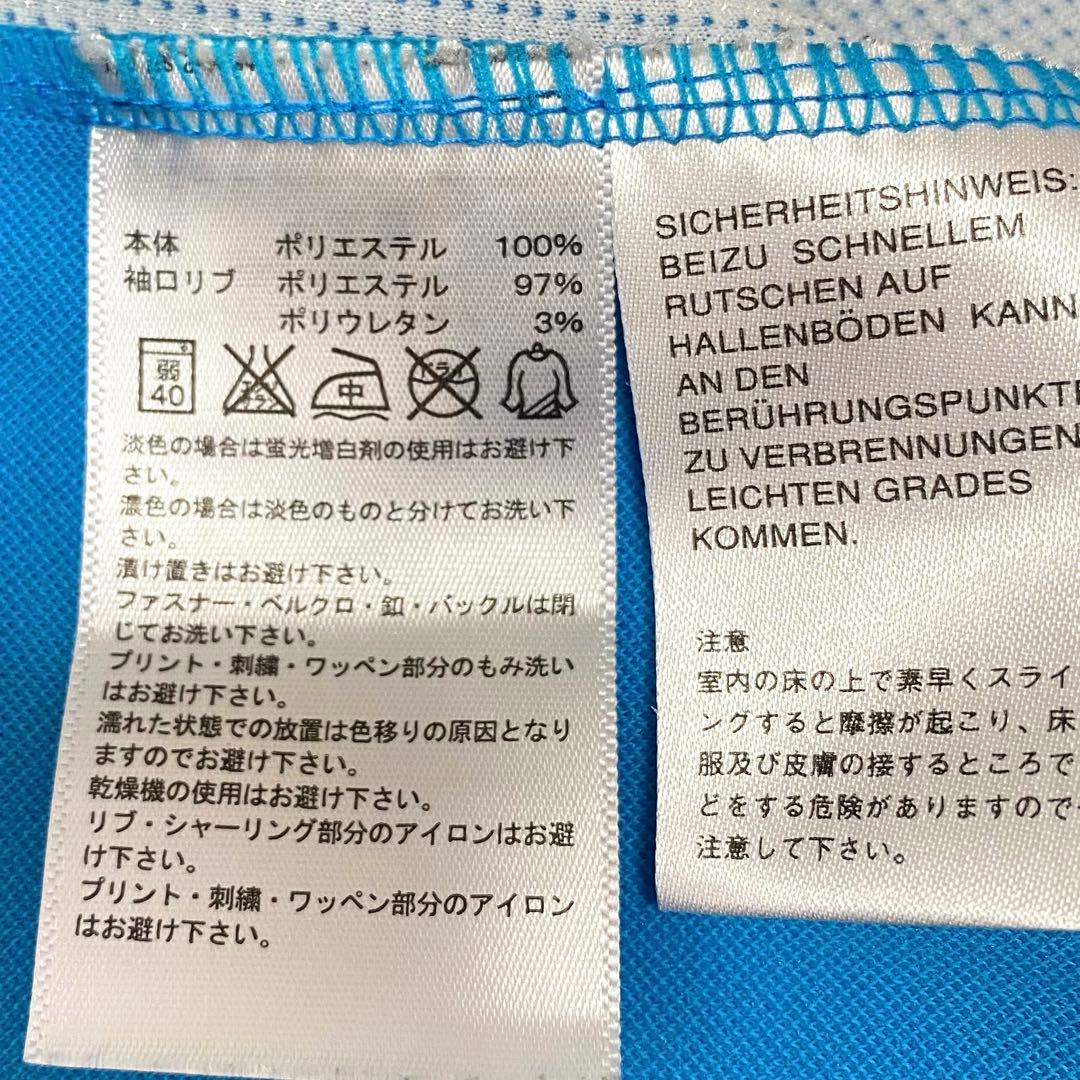 本体 ポリエステル 100%
袖口リブ ポリエステル 97%
ポリウレタン 3%
弱
40
エンソ
サラシ
中
ドライ
淡色の場合は蛍光増白剤の使用はお避け下
さい。
濃色の場合は淡色のものと分けてお洗い下
さい。
漬け置きはお避け下さい。
ファスナー・ベルクロ・釦・バックルは閉
じてお洗い下さい。
プリント・刺繍・ワッペン部分のもみ洗い
はお避け下さい。
濡れた状態での放置は色移りの原因となり
ますのでお避け下さい。
乾燥機の使用はお避け下さい。
リブ・シャーリング部分のアイロンはお避
け下さい。
プリント・刺繍・ワッペン部分のアイロン
はお避け下さい。
SICHERHEITSHINWEIS:
BEIZU SCHNELLEM
RUTSCHEN AUF
HALLENBÖDEN KANN
AN DEN
BERÜHRUNGSPUNKTE
ZU VERBRENNUNGEN
LEICHTEN GRADES
KOMMEN.
注意
室内の床の上で素早くスライ
ングすると摩擦が起こり、床
服及び皮膚の接するところで
どをする危険がありますので
注意して下さい。